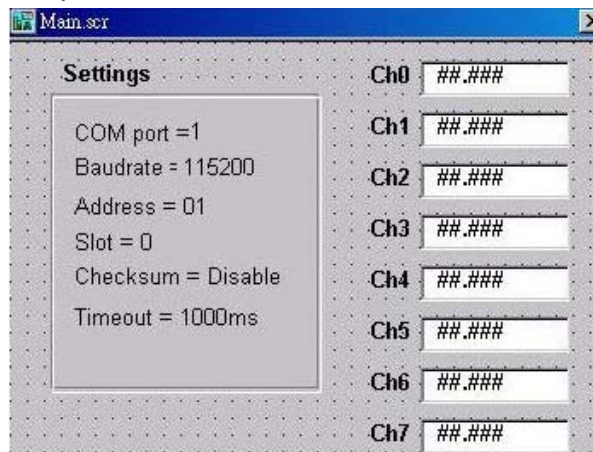 Main.scr
Settings
COM port =1
Baudrate = 115200
Address = 01
Slot = 0
Checksum = Disable
Timeout = 1000ms
Ch0 ##.###
Ch1 ##.###
Ch2 ##.###
Ch3 ##.###
Ch4 ##.###
Ch5 ##.###
Ch6 ##.###
Ch7 ##.###